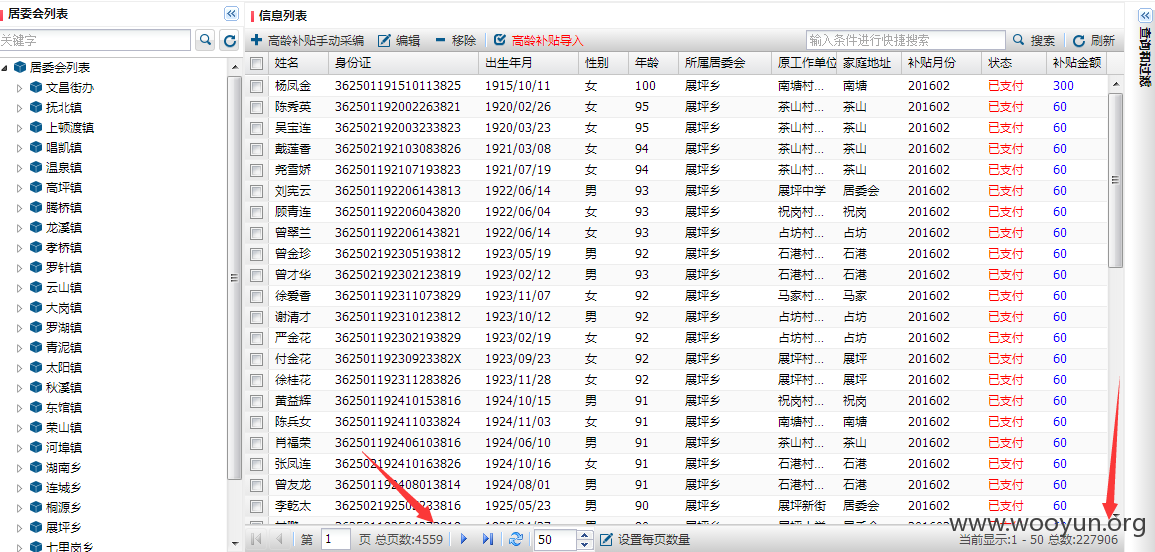 居委会列表
关键字
居委会列表
文昌街办
抚北镇
上顿渡镇
唱凯镇
温泉镇
高坪镇
腾桥镇
龙溪镇
孝桥镇
罗针镇
云山镇
大岗镇
罗湖镇
青泥镇
太阳镇
秋溪镇
东馆镇
荣山镇
河埠镇
湖南乡
连城乡
桐源乡
展坪乡
七里岗乡
信息列表
高龄补贴手动采编 编辑 移除 高龄补贴导入 输入条件进行快捷搜索 搜索 刷新
姓名 身份证 出生年月 性别 年龄 所属居委会 原工作单位 家庭地址 补贴月份 状态 补贴金额
杨凤金 362501191510113825 1915/10/11 女 100 展坪乡 南塘村... 南塘 201602 已支付 300
陈秀英 362502192002263821 1920/02/26 女 95 展坪乡 茶山村... 茶山 201602 已支付 60
吴宝连 362502192003233823 1920/03/23 女 95 展坪乡 茶山村... 茶山 201602 已支付 60
戴莲香 362502192103083826 1921/03/08 女 94 展坪乡 茶山村... 茶山 201602 已支付 60
尧雪娇 362502192107193823 1921/07/19 女 94 展坪乡 茶山村... 茶山 201602 已支付 60
刘宪云 362501192206143813 1922/06/14 男 93 展坪乡 展坪中学 居委会 201602 已支付 60
顾青连 362501192206043820 1922/06/04 女 93 展坪乡 祝岗村... 祝岗 201602 已支付 60
曾翠兰 362501192206143821 1922/06/14 女 93 展坪乡 占坊村... 占坊 201602 已支付 60
曾金珍 362502192305193812 1923/05/19 男 92 展坪乡 石港村... 石港 201602 已支付 60
曾才华 362501192302123819 1923/02/12 男 93 展坪乡 石港村... 石港 201602 已支付 60
徐爱香 362501192311073829 1923/11/07 女 92 展坪乡 马家村... 马家 201602 已支付 60
谢清才 362501192310123812 1923/10/12 男 92 展坪乡 占坊村... 占坊 201602 已支付 60
严金花 362501192302193829 1923/02/19 女 92 展坪乡 占坊村... 占坊 201602 已支付 60
付金花 36250119230923382X 1923/09/23 女 92 展坪乡 展坪村... 展坪 201602 已支付 60
徐桂花 362501192311283826 1923/11/28 女 92 展坪乡 展坪村... 展坪 201602 已支付 60
黄益辉 362501192410153816 1924/10/15 男 91 展坪乡 祝岗村... 祝岗 201602 已支付 60
陈兵女 362501192411033824 1924/11/03 女 91 展坪乡 南塘村... 南塘 201602 已支付 60
肖福荣 362501192406103816 1924/06/10 男 91 展坪乡 茶山村... 茶山 201602 已支付 60
张凤连 362502192410163826 1924/10/16 女 91 展坪乡 石港村... 石港 201602 已支付 60
曾友龙 362501192408013814 1924/08/01 男 91 展坪乡 石港村... 石港 201602 已支付 60
李乾太 1925/05/23 男 90 展坪乡 展坪新街 居委会 201602 已支付 60
第 1 页 总页数:4559 50 设置每页数量 当前显示:1 - 50 总数:227906
查询和过滤
www.wooyun.org